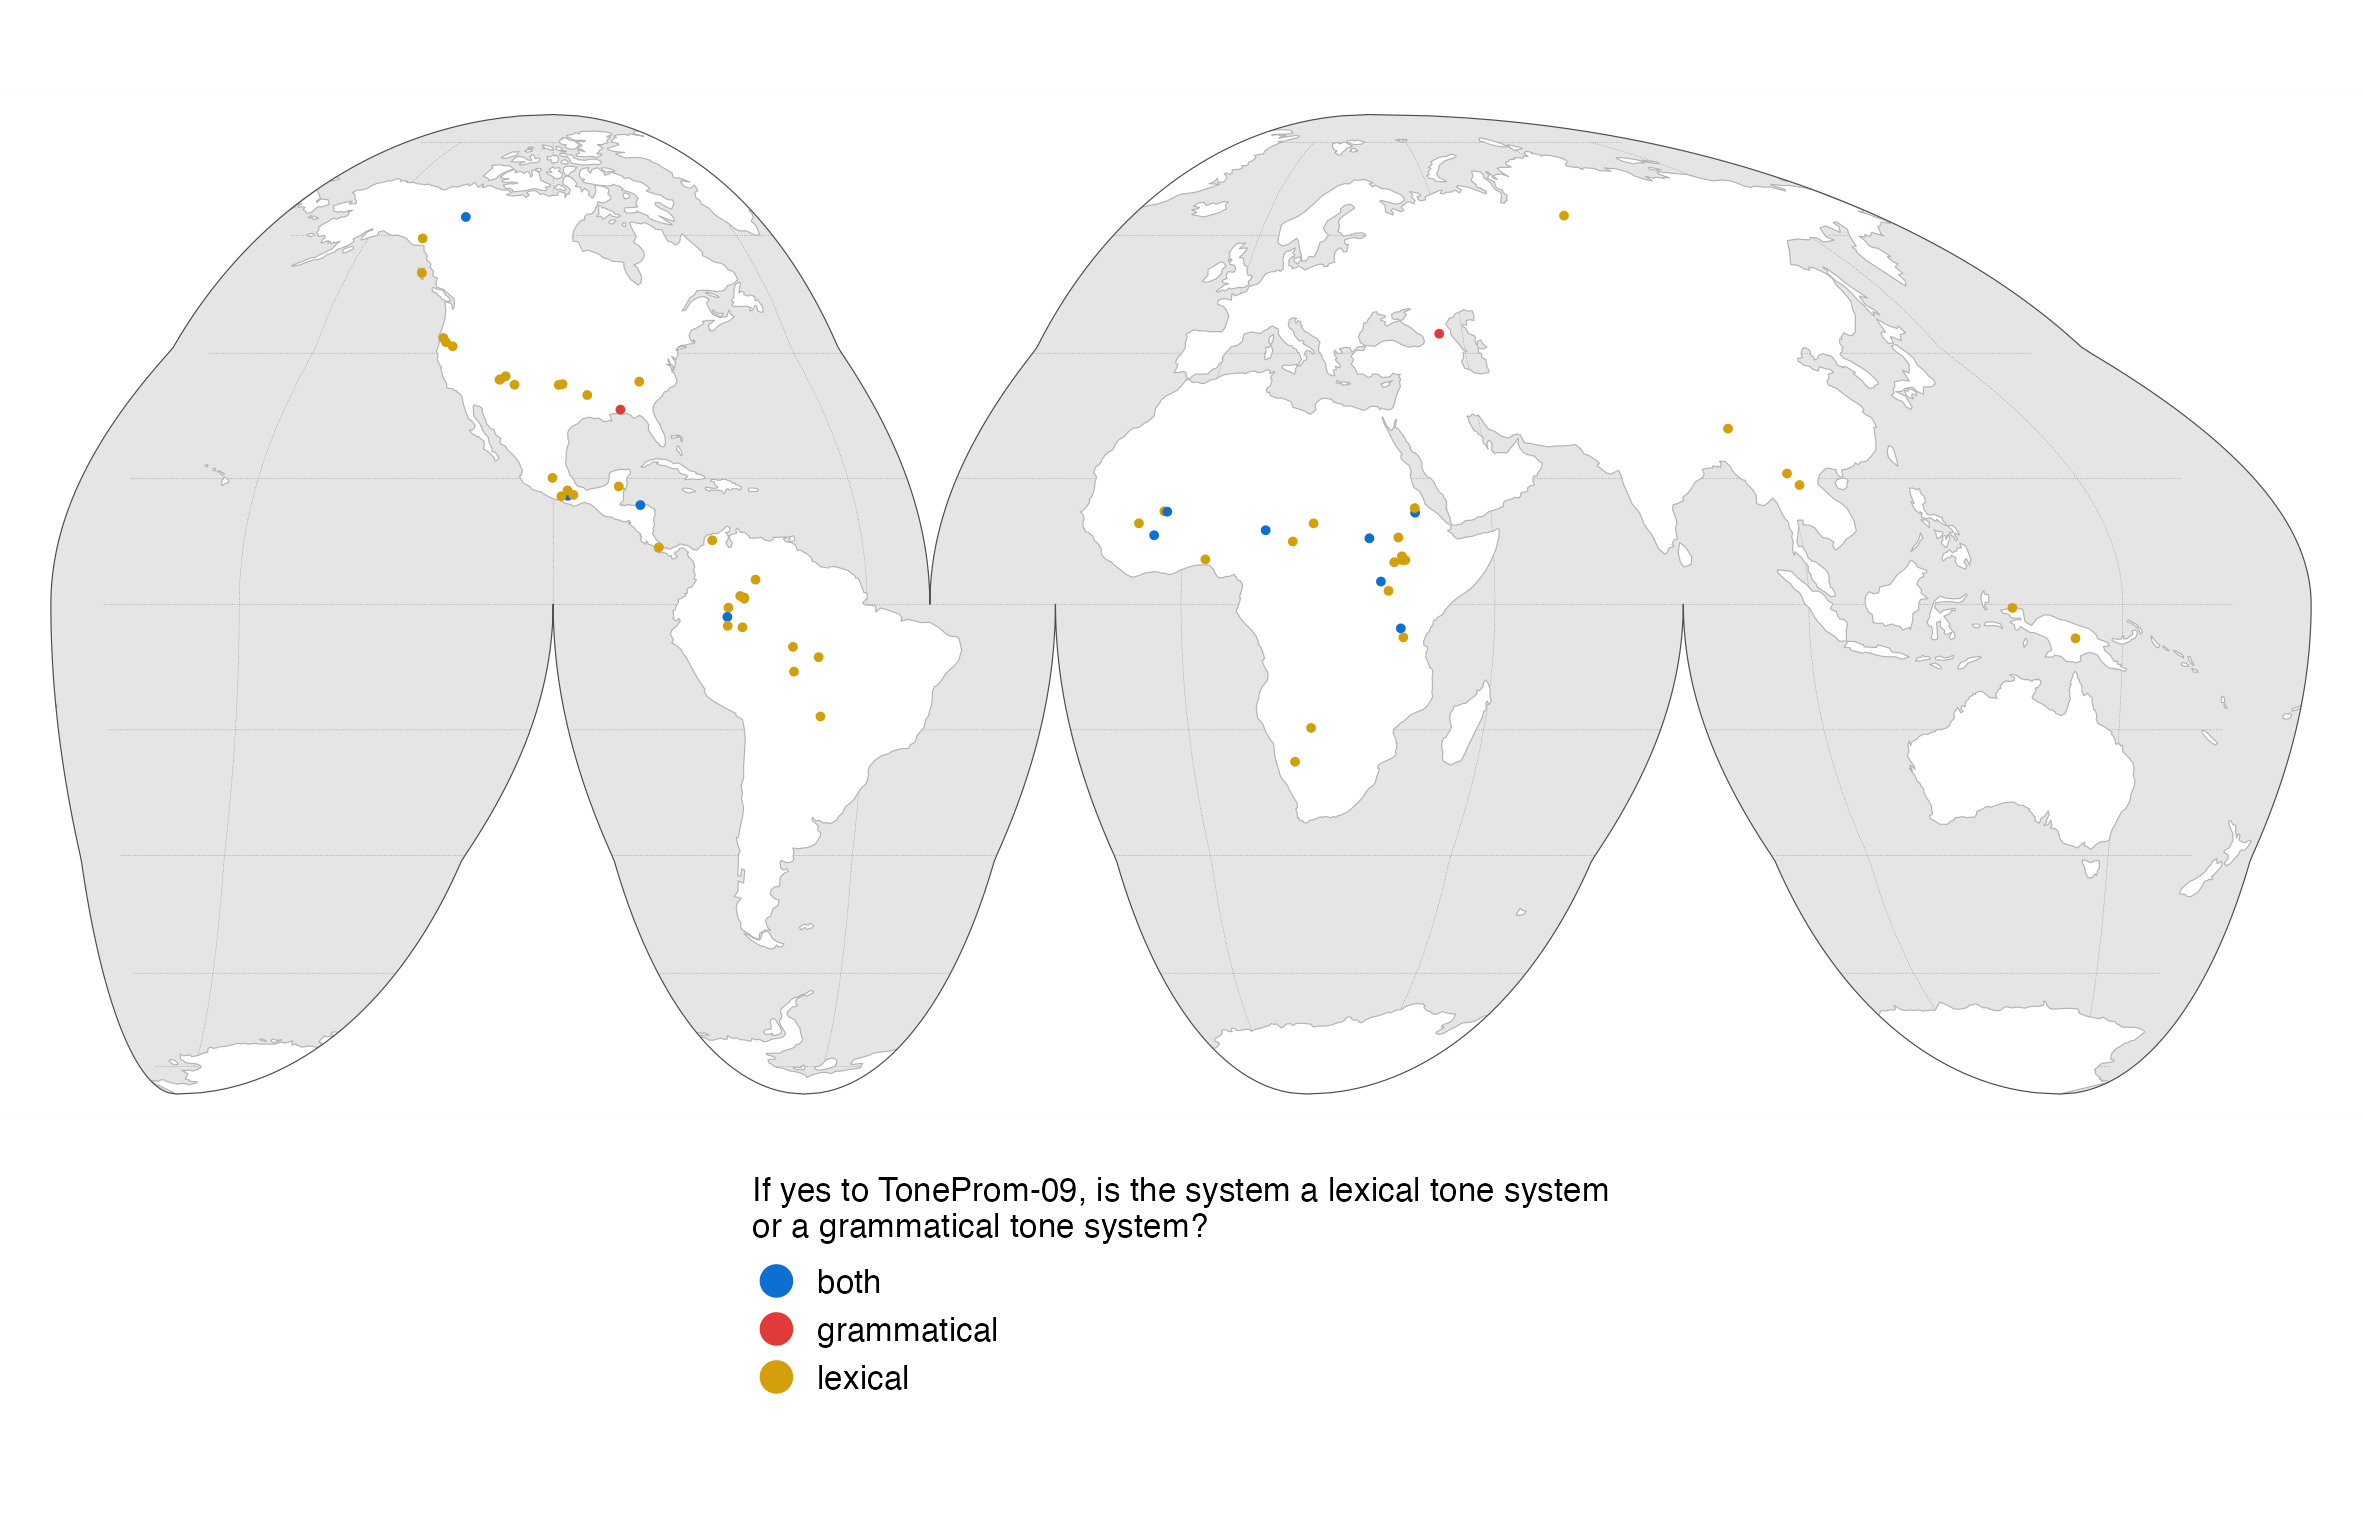 If yes to ToneProm-09, is the system a lexical tone system
or a grammatical tone system?
both
grammatical
lexical